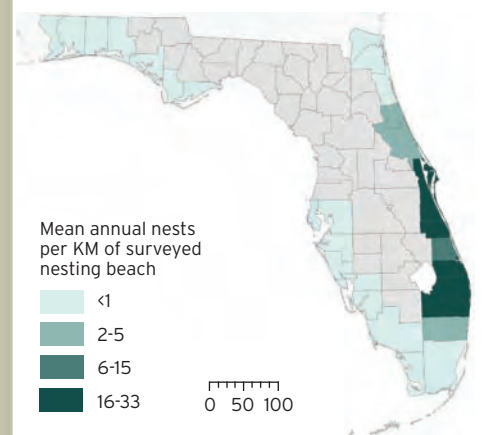 Mean annual nests
per KM of surveyed
nesting beach
<1
2-5
6-15
16-33
0 50 100